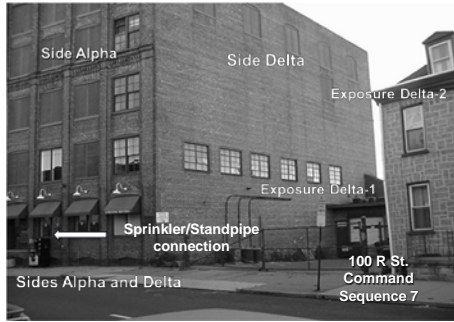 Side Alpha
Side Delta
Exposure Delta-2
Exposure Delta-1
Sprinkler/Standpipe
connection
Sides Alpha and Delta
100 R St.
Command
Sequence 7